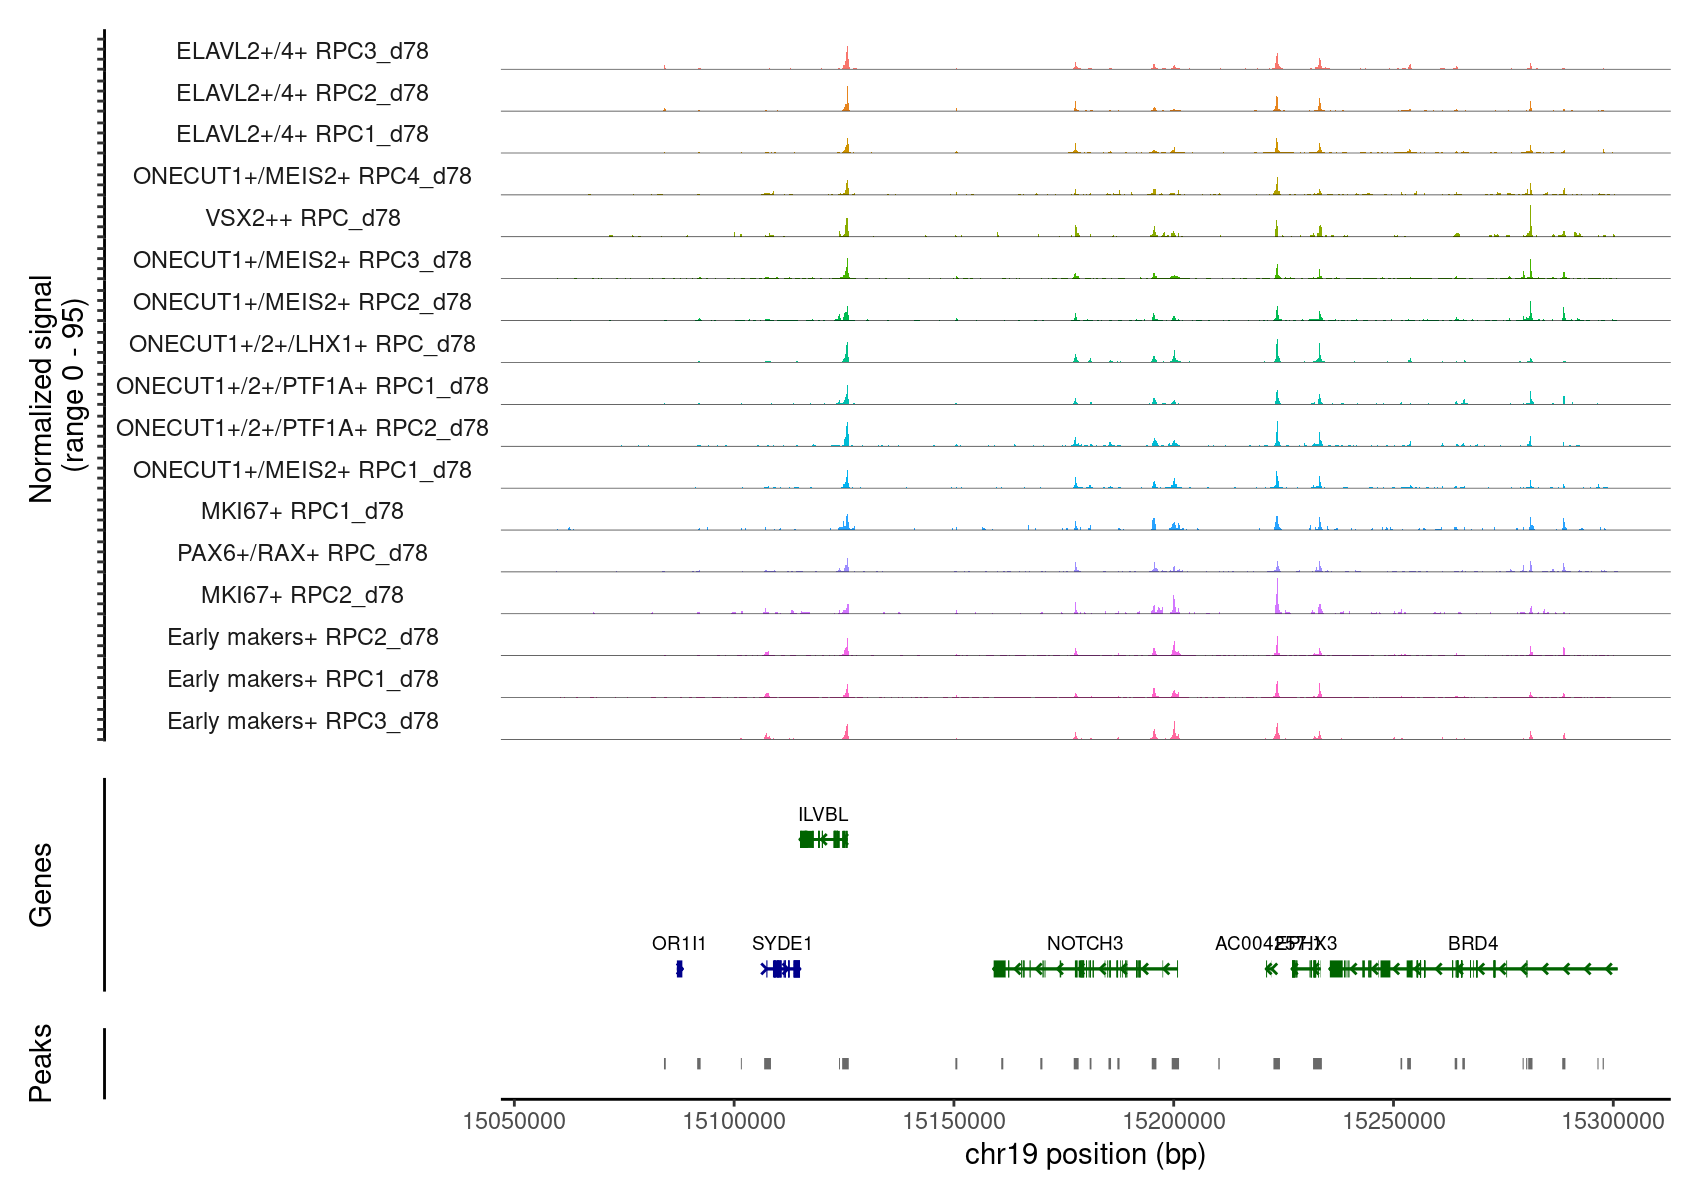 Normalized signal
(range 0 - 95)
ELAVL2+/4+ RPC3_d78
ELAVL2+/4+ RPC2_d78
ELAVL2+/4+ RPC1_d78
ONECUT1+/MEIS2+ RPC4_d78
VSX2++ RPC_d78
ONECUT1+/MEIS2+ RPC3_d78
ONECUT1+/MEIS2+ RPC2_d78
ONECUT1+/2+/LHX1+ RPC_d78
ONECUT1+/2+/PTF1A+ RPC1_d78
ONECUT1+/2+/PTF1A+ RPC2_d78
ONECUT1+/MEIS2+ RPC1_d78
MKI67+ RPC1_d78
PAX6+/RAX+ RPC_d78
MKI67+ RPC2_d78
Early makers+ RPC2_d78
Early makers+ RPC1_d78
Early makers+ RPC3_d78
Genes
ILVBL
OR1I1 SYDE1 NOTCH3 EPHX3 BRD4
Peaks
15050000 15100000 15150000 15200000 15250000 15300000
chr19 position (bp)